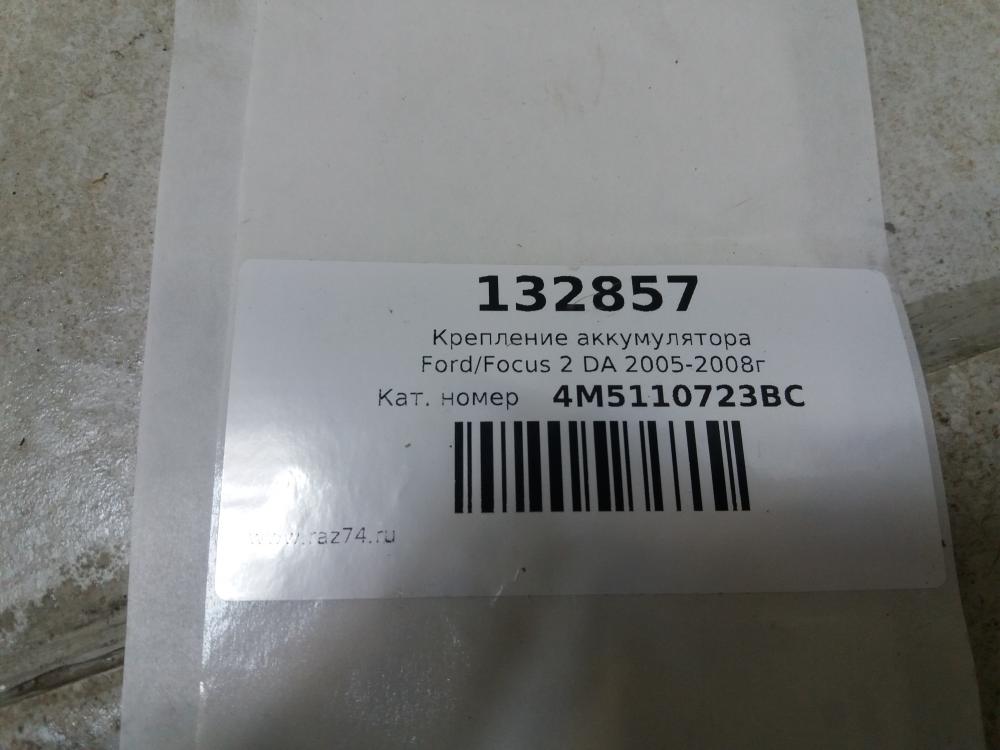 132857
Крепление аккумулятора
Ford/Focus 2 DA 2005-2008г
Кат. номер 4M5110723BC
www.raz74.ru